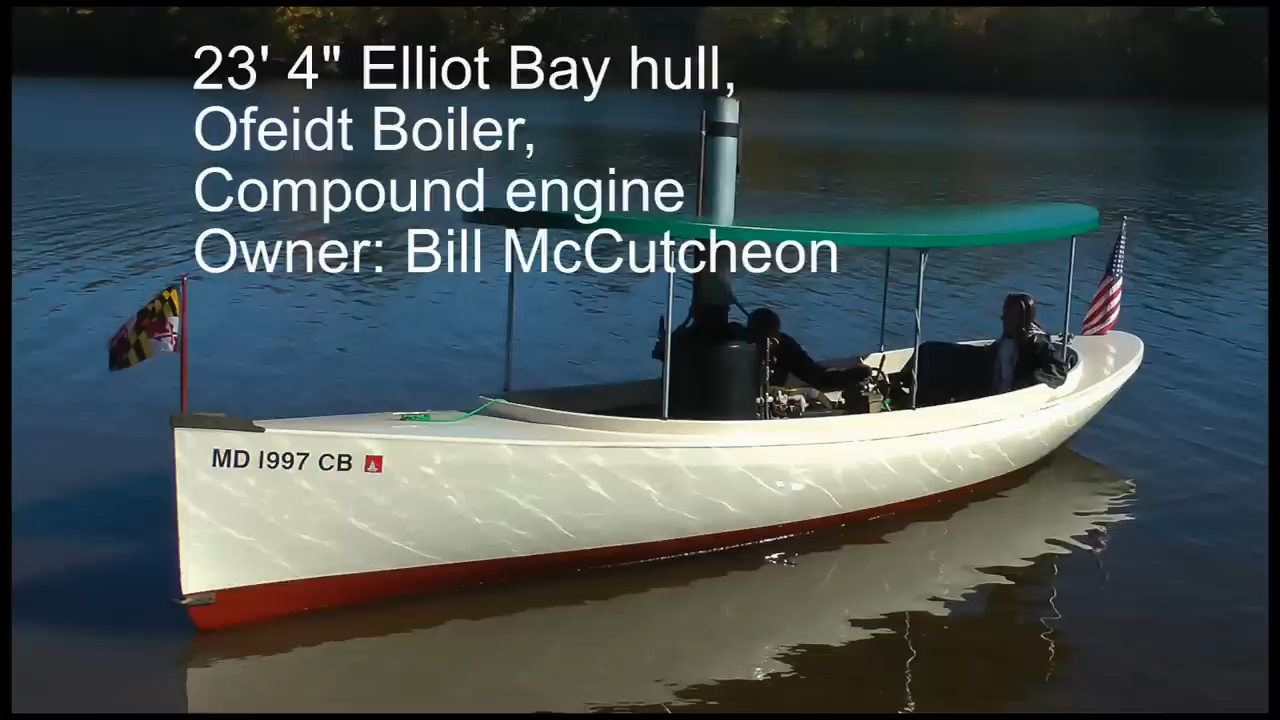 23' 4" Elliot Bay hull,
Ofeidt Boiler,
Compound engine
Owner: Bill McCutcheon
MD 1997 CB